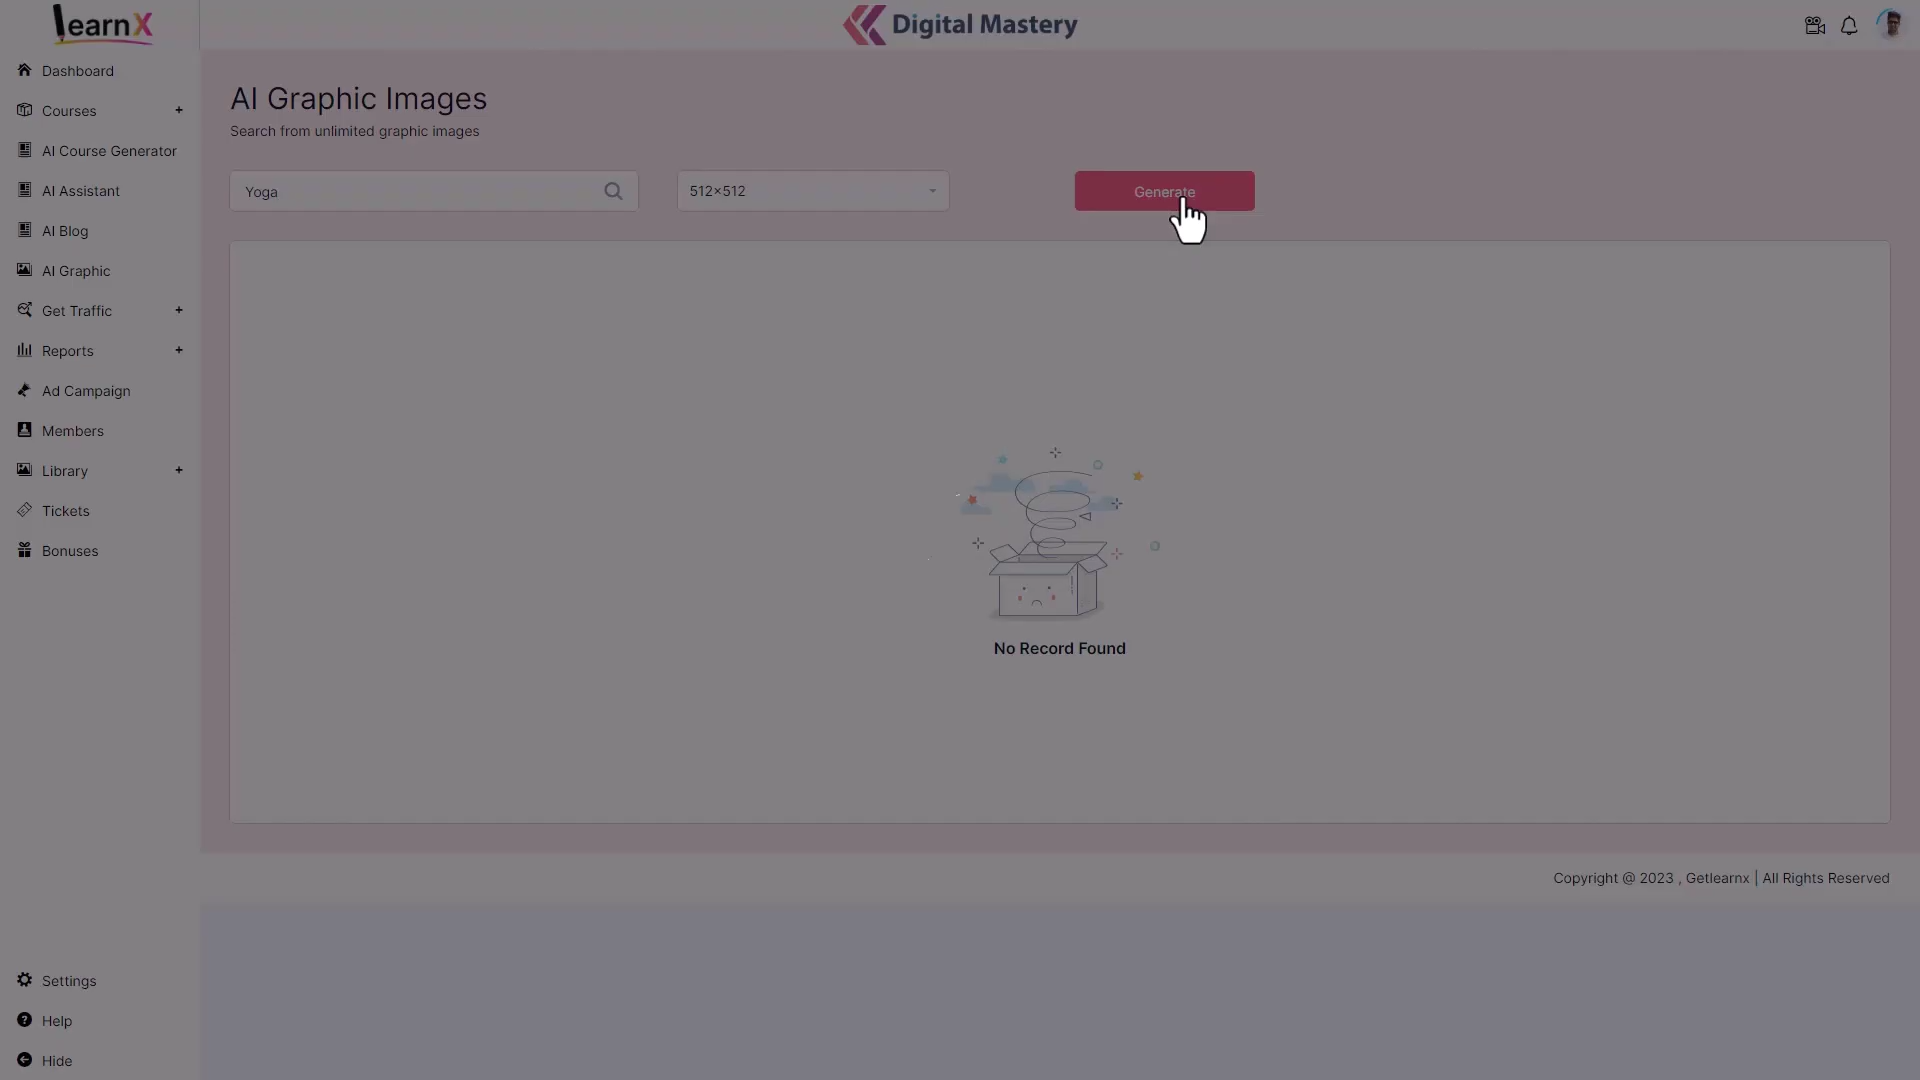 LearnX
Digital Mastery
Dashboard
Courses +
AI Course Generator
AI Assistant
AI Blog
AI Graphic
Get Traffic +
Reports +
Ad Campaign
Members
Library +
Tickets
Bonuses
Settings
Help
Hide
AI Graphic Images
Search from unlimited graphic images
Yoga
512×512
Generate
No Record Found
Copyright @ 2023 , Getlearnx | All Rights Reserved